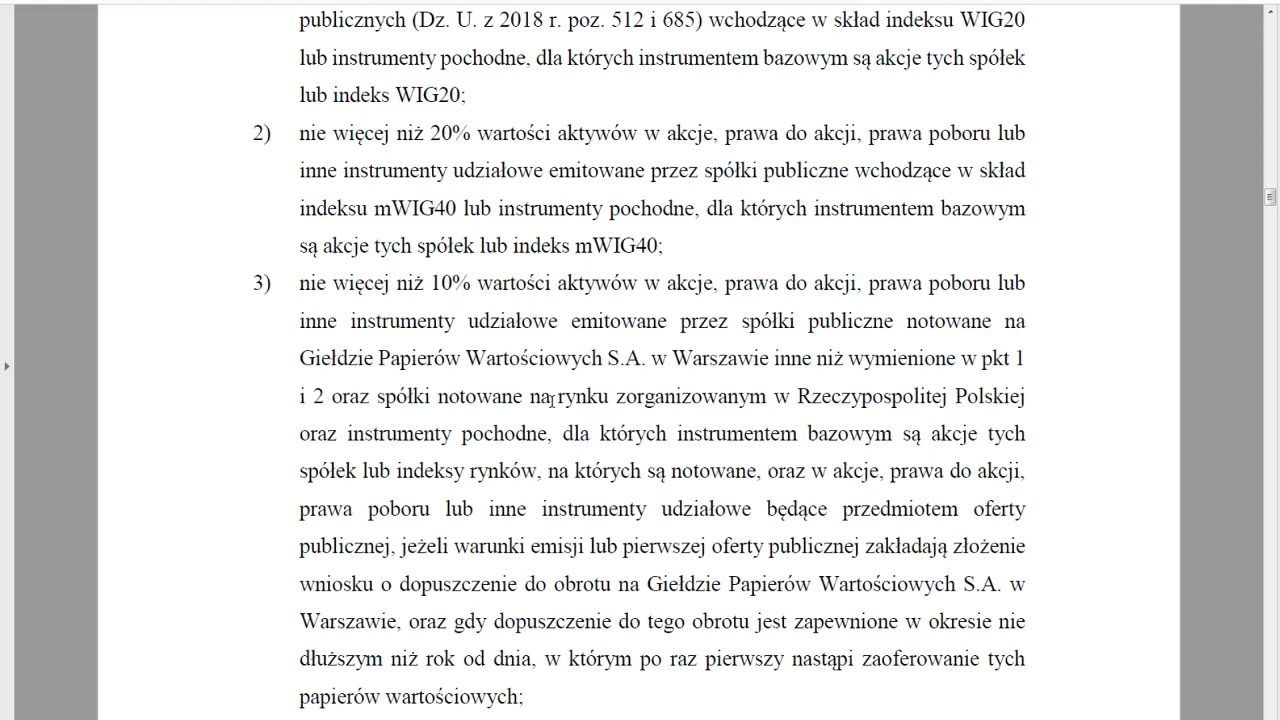 publicznych (Dz. U. z 2018 r. poz. 512 i 685) wchodzące w skład indeksu WIG20
lub instrumenty pochodne, dla których instrumentem bazowym są akcje tych spółek
lub indeks WIG20;
2) nie więcej niż 20% wartości aktywów w akcje, prawa do akcji, prawa poboru lub
inne instrumenty udziałowe emitowane przez spółki publiczne wchodzące w skład
indeksu mWIG40 lub instrumenty pochodne, dla których instrumentem bazowym
są akcje tych spółek lub indeks mWIG40;
3) nie więcej niż 10% wartości aktywów w akcje, prawa do akcji, prawa poboru lub
inne instrumenty udziałowe emitowane przez spółki publiczne notowane na
Giełdzie Papierów Wartościowych S.A. w Warszawie inne niż wymienione w pkt 1
i 2 oraz spółki notowane na rynku zorganizowanym w Rzeczypospolitej Polskiej
oraz instrumenty pochodne, dla których instrumentem bazowym są akcje tych
spółek lub indeksy rynków, na których są notowane, oraz w akcje, prawa do akcji,
prawa poboru lub inne instrumenty udziałowe będące przedmiotem oferty
publicznej, jeżeli warunki emisji lub pierwszej oferty publicznej zakładają złożenie
wniosku o dopuszczenie do obrotu na Giełdzie Papierów Wartościowych S.A. w
Warszawie, oraz gdy dopuszczenie do tego obrotu jest zapewnione w okresie nie
dłuższym niż rok od dnia, w którym po raz pierwszy nastąpi zaoferowanie tych
papierów wartościowych;